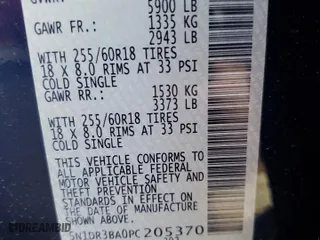 5900 LB
GAWR FR.: 1335 KG
2943 LB
WITH 255/60R18 TIRES
18 X 8.0 RIMS AT 33 PSI
COLD SINGLE
GAWR RR.: 1530 KG
3373 LB
WITH 255/60R18 TIRES
18 X 8.0 RIMS AT 33 PSI
COLD SINGLE
THIS VEHICLE CONFORMS TO
ALL APPLICABLE FEDERAL
MOTOR VEHICLE SAFETY AND
THEFT PREVENTION
STANDARDS IN EFFECT ON
THE DATE OF MANUFACTURE
SHOWN ABOVE.
5N1DR3BA0PC205370